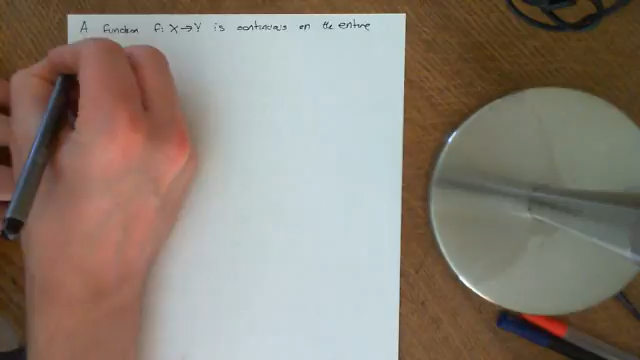 A function f: X → Y is continuous on the entire